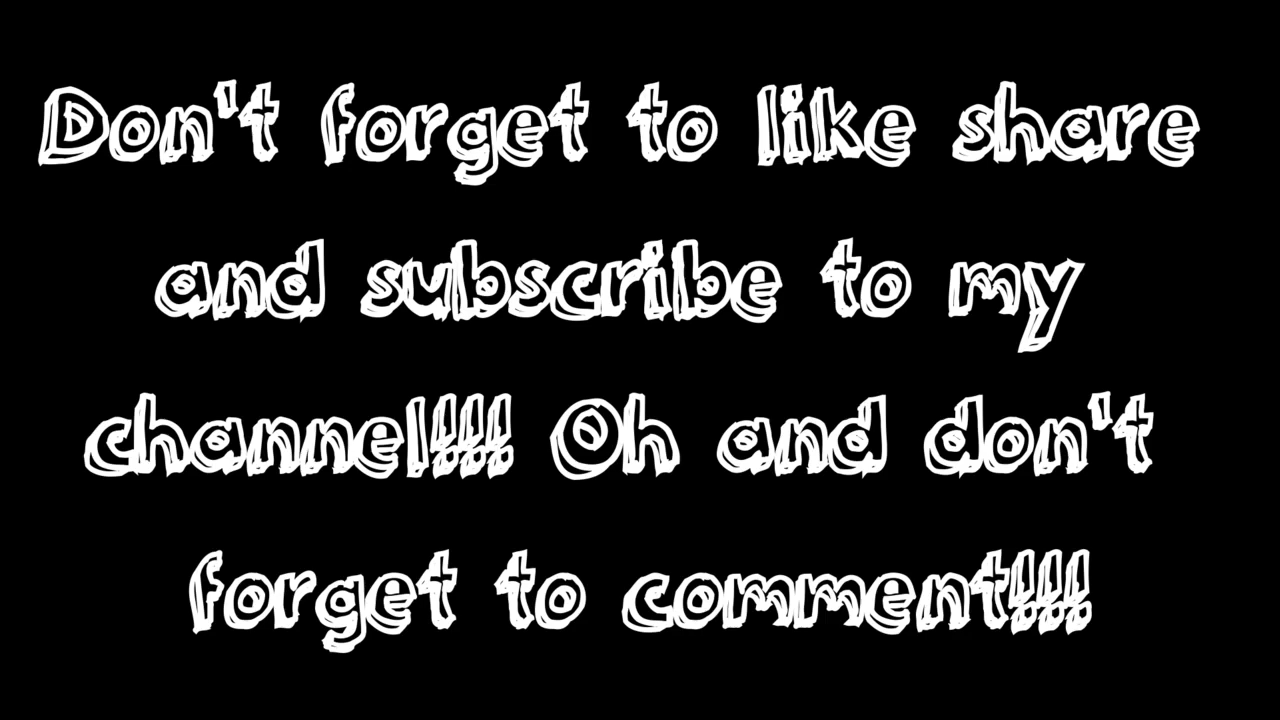 Don't forget to like share
and subscribe to my
channel!!!! Oh and don't
forget to comment!!!!